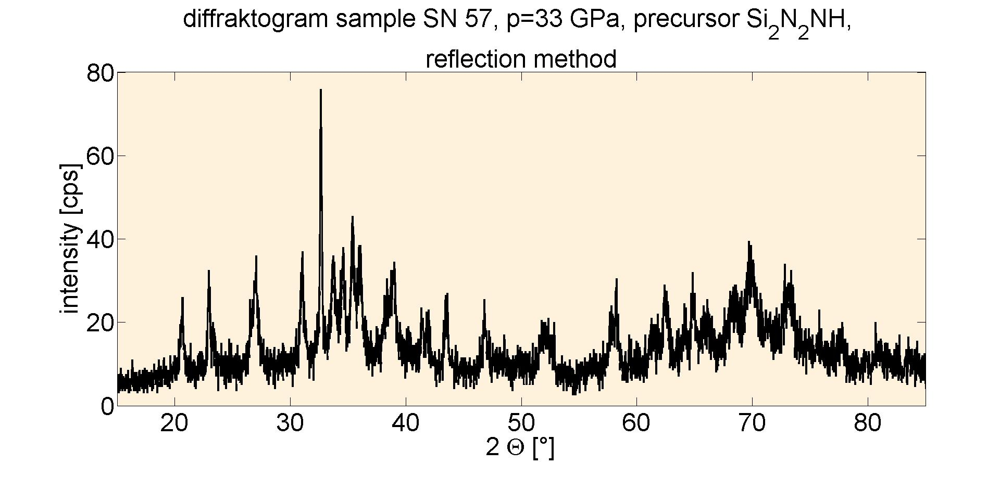 diffraktogram sample SN 57, p=33 GPa, precursor Si₂N₂NH,
reflection method
80
60
40
20
0
intensity [cps]
20 30 40 50 60 70 80
2 Θ [°]